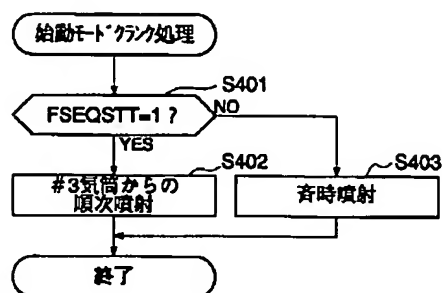 始動モードクランク処理
S401
FSEQSTT=1 ?
NO
YES
S402
S403
#3気筒からの
順次噴射
斉時噴射
終了